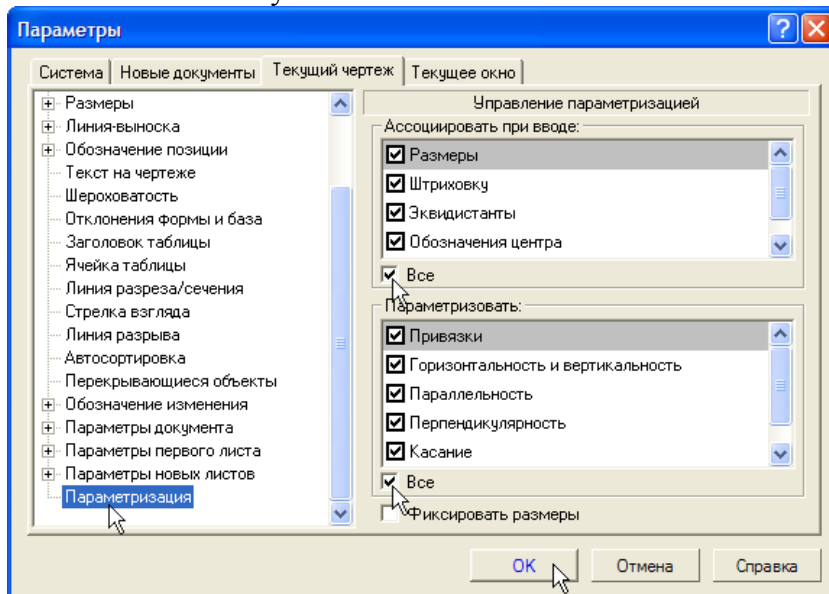 Параметры
Система Новые документы Текущий чертеж Текущее окно
Размеры
Линия-выноска
Обозначение позиции
Текст на чертеже
Шероховатость
Отклонения формы и база
Заголовок таблицы
Ячейка таблицы
Линия разреза/сечения
Стрелка взгляда
Линия разрыва
Автосортировка
Перекрывающиеся объекты
Обозначение изменения
Параметры документа
Параметры первого листа
Параметры новых листов
Параметризация
Управление параметризацией
Ассоциировать при вводе:
Размеры
Штриховку
Эквидистанты
Обозначения центра
Все
Параметризовать:
Привязки
Горизонтальность и вертикальность
Параллельность
Перпендикулярность
Касание
Все
Фиксировать размеры
OK Отмена Справка